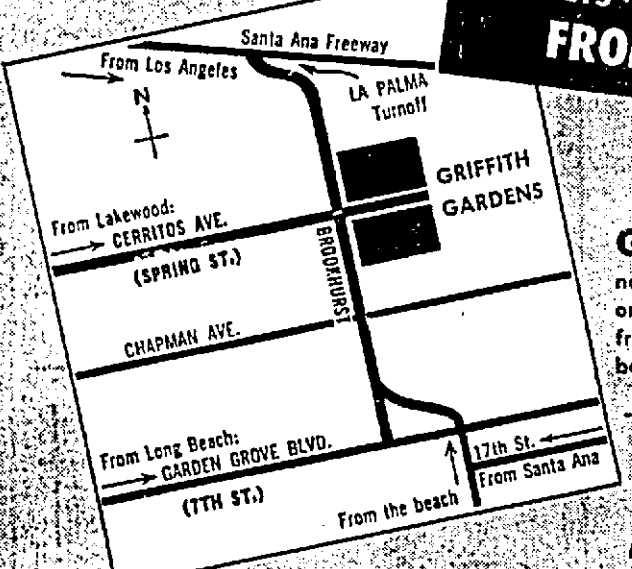 FRO
Santa Ana Freeway
From Los Angeles
LA PALMA
Turnoff
N
GRIFFITH
GARDENS
From Lakewood:
CERRITOS AVE.
(SPRING ST.)
BROOKHURST
CHAPMAN AVE.
From Long Beach:
GARDEN GROVE BLVD.
(7TH ST.)
17th St.
From Santa Ana
From the beach
G